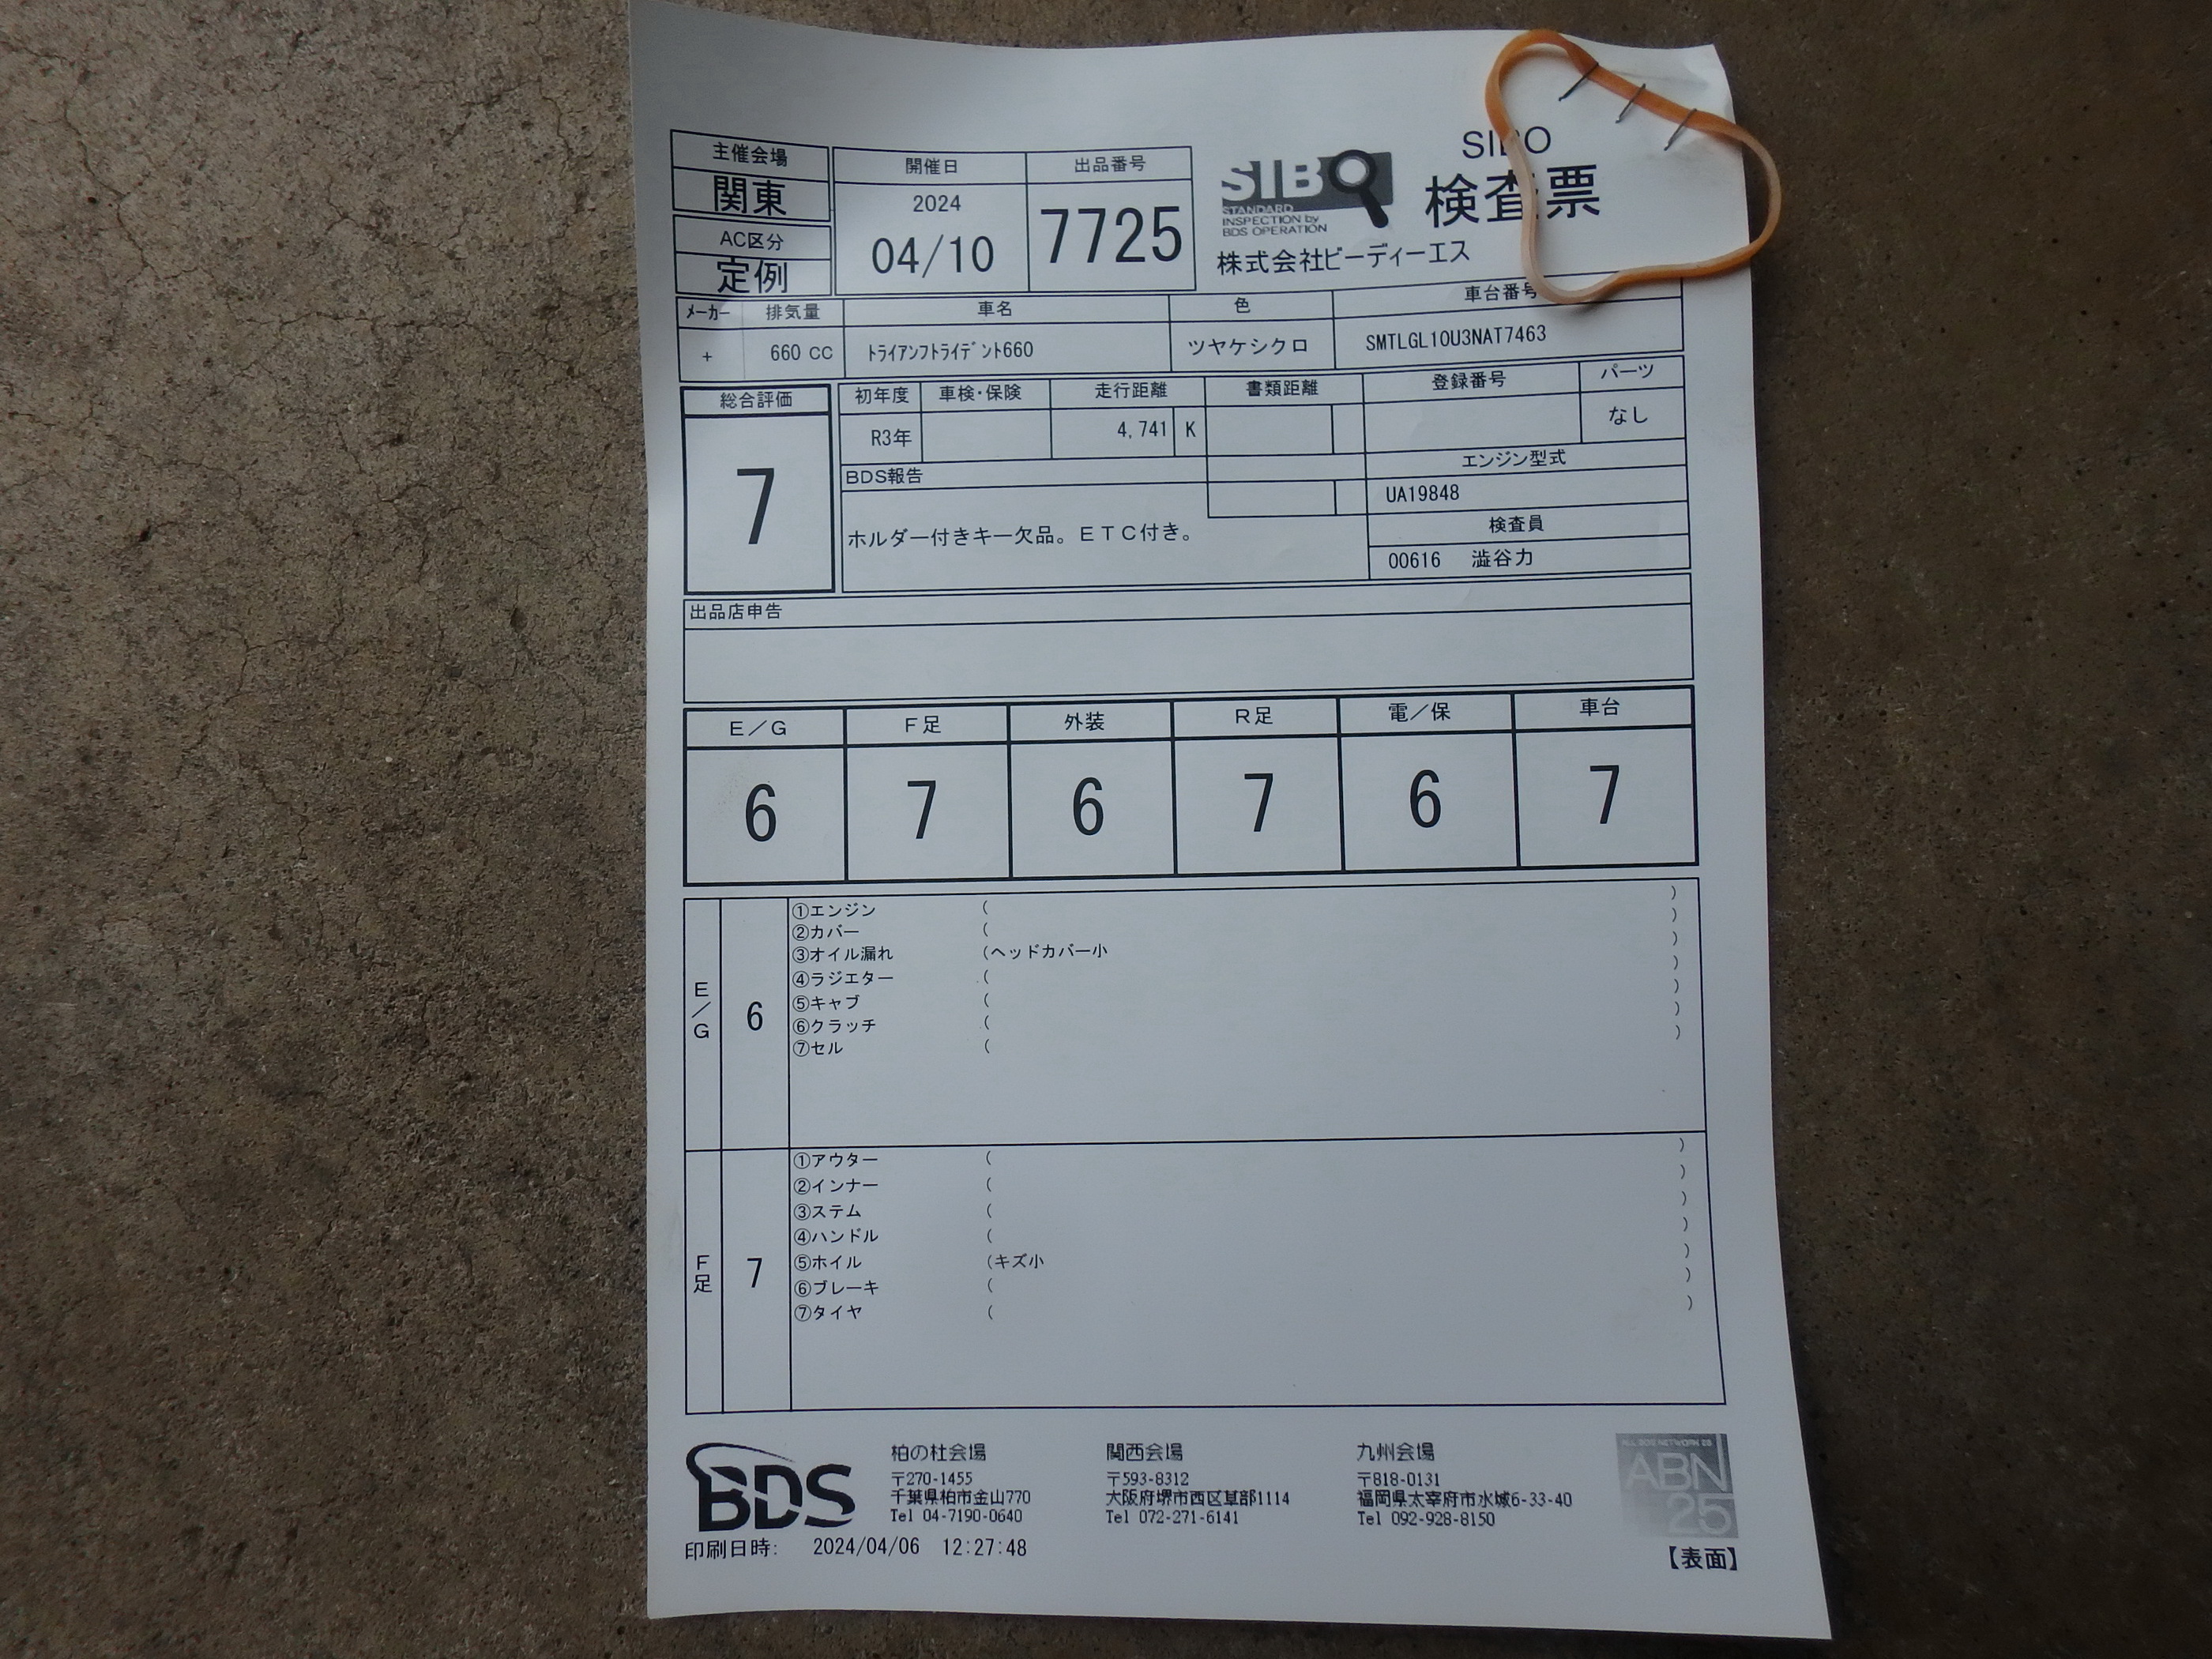 主催会場
関東
AC区分
定例
開催日
2024
04/10
出品番号
7725
SIBO
STANDARD
INSPECTION by
BDS OPERATION
検査票
株式会社ビーディーエス
メーカー 排気量 車名 色 車台番号
+ 660 CC ﾄﾗｲｱﾝﾌﾄﾗｲﾃﾞﾝﾄ660 ツヤケシクロ SMTLGL10U3NAT7463
総合評価
7
初年度 車検・保険 走行距離 書類距離 登録番号 パーツ
R3年 4,741 K なし
BDS報告
ホルダー付きキー欠品。ＥＴＣ付き。
エンジン型式
UA19848
検査員
00616 澁谷力
出品店申告
Ｅ／Ｇ Ｆ足 外装 Ｒ足 電／保 車台
6 7 6 7 6 7
Ｅ／Ｇ 6
①エンジン ( )
②カバー ( )
③オイル漏れ (ヘッドカバー小 )
④ラジエター ( )
⑤キャブ ( )
⑥クラッチ ( )
⑦セル ( )
Ｆ足 7
①アウター ( )
②インナー ( )
③ステム ( )
④ハンドル ( )
⑤ホイル (キズ小 )
⑥ブレーキ ( )
⑦タイヤ ( )
BDS
柏の杜会場
〒270-1455
千葉県柏市金山770
Tel 04-7190-0640
関西会場
〒593-8312
大阪府堺市西区草部1114
Tel 072-271-6141
九州会場
〒818-0131
福岡県太宰府市水城6-33-40
Tel 092-928-8150
ABN
25
印刷日時: 2024/04/06 12:27:48
【表面】